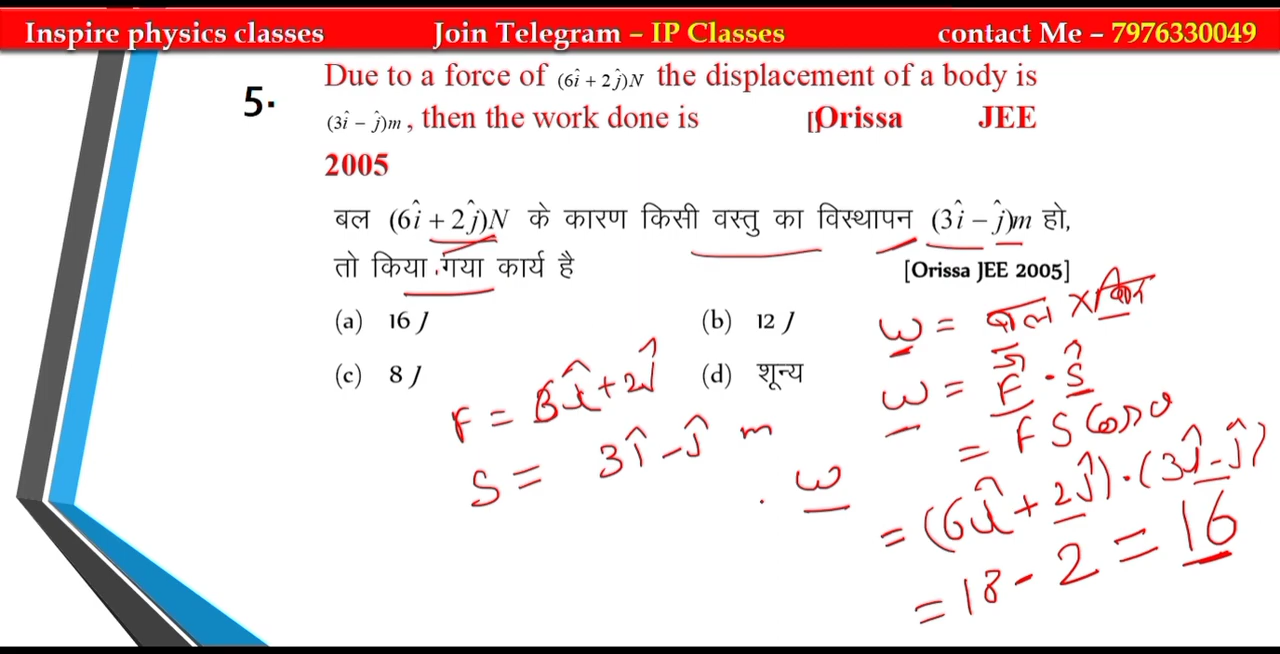 Inspire physics classes Join Telegram – IP Classes contact Me – 7976330049
5. Due to a force of (6î + 2ĵ)N the displacement of a body is
(3î − ĵ)m, then the work done is [Orissa JEE
2005
बल (6î + 2ĵ)N के कारण किसी वस्तु का विस्थापन (3î − ĵ)m हो,
तो किया गया कार्य है [Orissa JEE 2005]
(a) 16 J (b) 12 J
(c) 8 J (d) शून्य
F = 6î + 2ĵ
S = 3î − ĵ m
W
W = बल ×
W = F · S
= F S Cosθ
= (6î + 2ĵ) · (3î − ĵ)
= 18 − 2 = 16